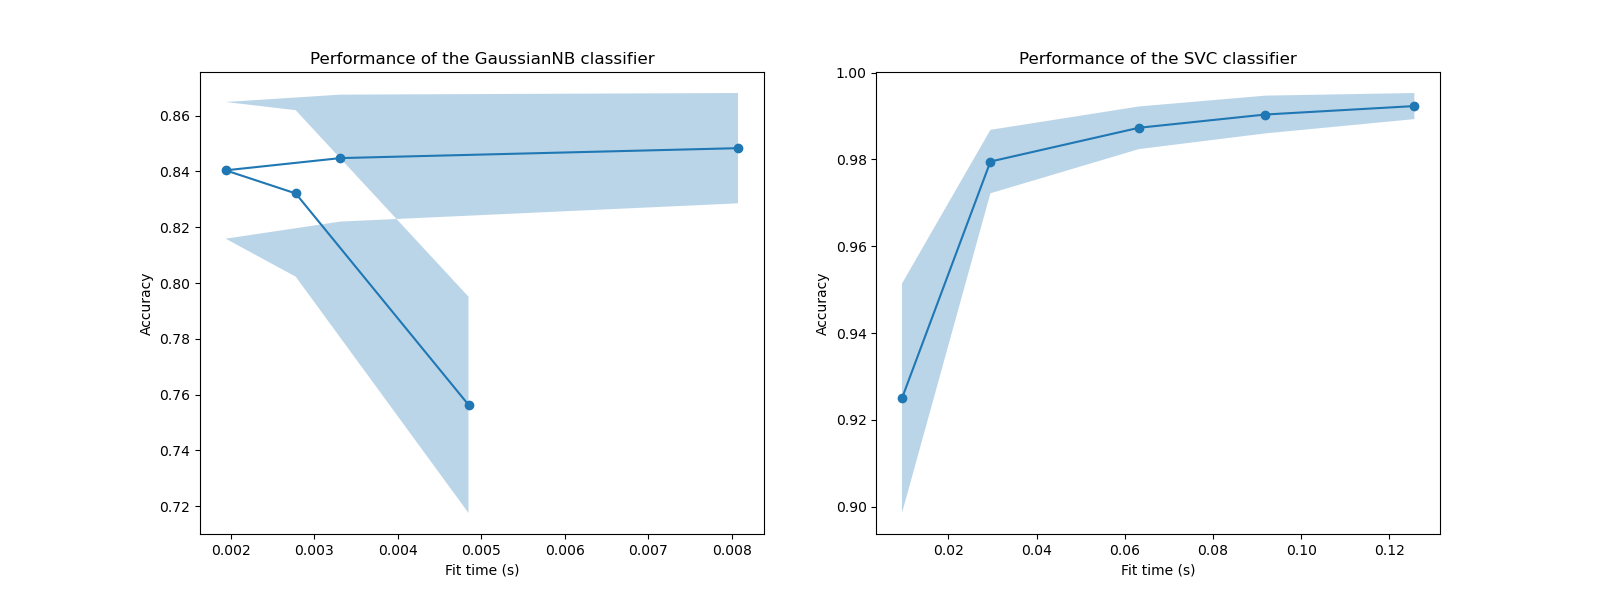 Performance of the GaussianNB classifier
Accuracy
0.86
0.84
0.82
0.80
0.78
0.76
0.74
0.72
0.002 0.003 0.004 0.005 0.006 0.007 0.008
Fit time (s)
Performance of the SVC classifier
Accuracy
1.00
0.98
0.96
0.94
0.92
0.90
0.02 0.04 0.06 0.08 0.10 0.12
Fit time (s)